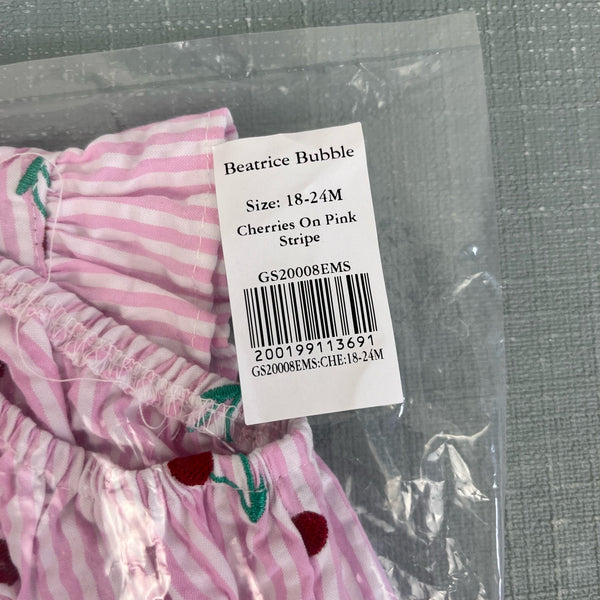 Beatrice Bubble
Size: 18-24M
Cherries On Pink
Stripe
GS20008EMS
200199113691
GS20008EMS:CHE:18-24M